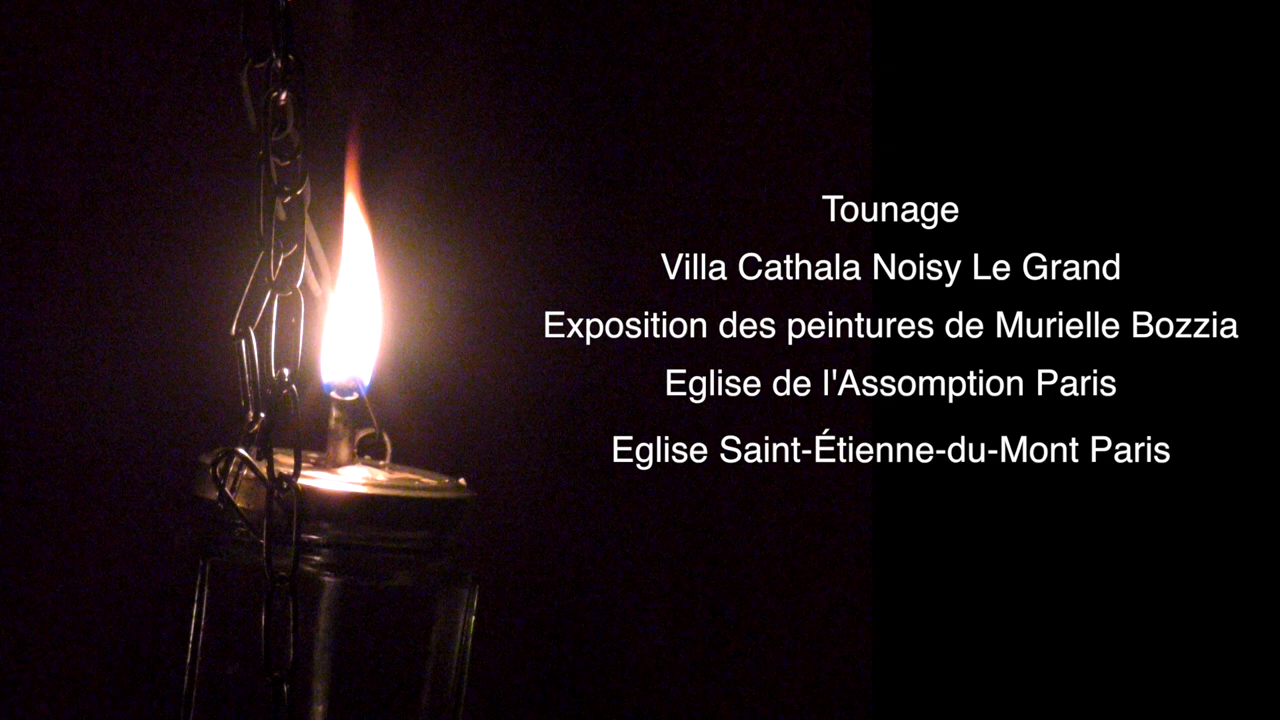 Tounage
Villa Cathala Noisy Le Grand
Exposition des peintures de Murielle Bozzia
Eglise de l'Assomption Paris
Eglise Saint-Étienne-du-Mont Paris